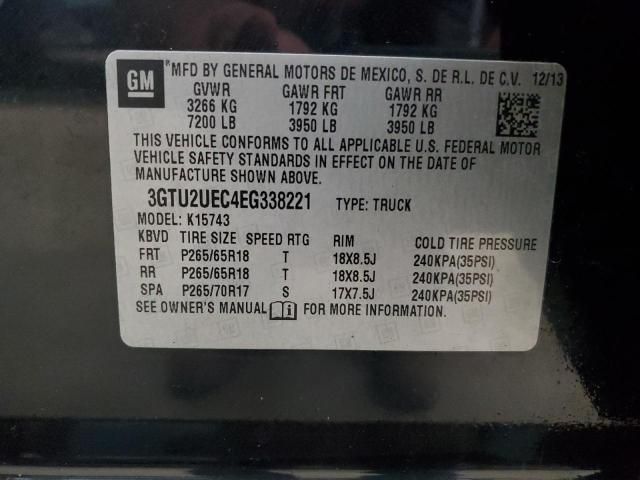 GM
®MFD BY GENERAL MOTORS DE MEXICO, S. DE R.L. DE C.V. 12/13
GVWR GAWR FRT GAWR RR
3266 KG 1792 KG 1792 KG
7200 LB 3950 LB 3950 LB
THIS VEHICLE CONFORMS TO ALL APPLICABLE U.S. FEDERAL MOTOR
VEHICLE SAFETY STANDARDS IN EFFECT ON THE DATE OF
MANUFACTURE SHOWN ABOVE.
3GTU2UEC4EG338221 TYPE: TRUCK
MODEL: K15743
KBVD TIRE SIZE SPEED RTG RIM COLD TIRE PRESSURE
FRT P265/65R18 T 18X8.5J 240KPA(35PSI)
RR P265/65R18 T 18X8.5J 240KPA(35PSI)
SPA P265/70R17 S 17X7.5J 240KPA(35PSI)
SEE OWNER'S MANUAL FOR MORE INFORMATION.